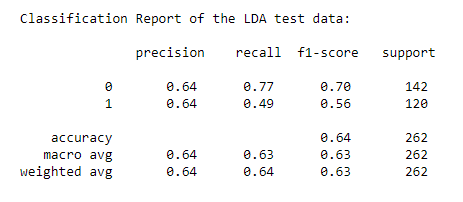 Classification Report of the LDA test data:
precision recall f1-score support
0 0.64 0.77 0.70 142
1 0.64 0.49 0.56 120
accuracy 0.64 262
macro avg 0.64 0.63 0.63 262
weighted avg 0.64 0.64 0.63 262